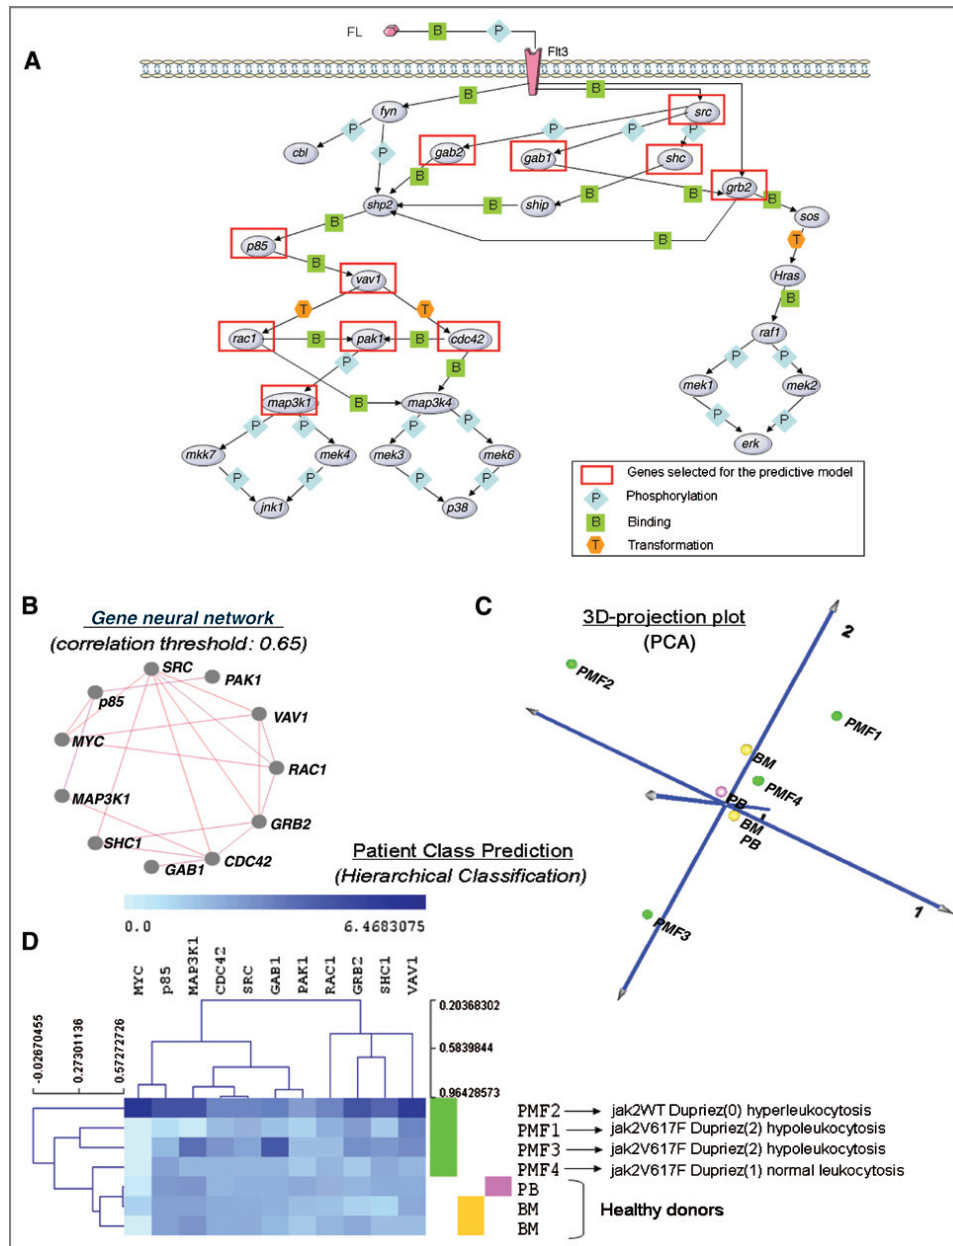 A
FL
B
P
Flt3
B
B
fyn
src
P
P
P
P
cbl
P
gab2
gab1
shc
B
grb2
B
B
B
shp2
B
ship
sos
B
B
T
p85
B
Hras
vav1
B
T
T
raf1
rac1
B
pak1
B
cdc42
P
P
P
B
mek1
mek2
map3k1
B
map3k4
P
P
P
P
P
P
erk
mkk7
mek4
mek3
mek6
P
P
P
P
jnk1
p38
Genes selected for the predictive model
P Phosphorylation
B Binding
T Transformation
B
Gene neural network
(correlation threshold: 0.65)
SRC
PAK1
p85
VAV1
MYC
RAC1
MAP3K1
GRB2
SHC1
CDC42
GAB1
C
3D-projection plot
(PCA)
2
PMF2
PMF1
BM
PMF4
PB
1
BM
PB
1
PMF3
Patient Class Prediction
(Hierarchical Classification)
0.0 6.4683075
D
MYC
p85
MAP3K1
CDC42
SRC
GAB1
PAK1
RAC1
GRB2
SHC1
VAV1
-0.02670455
0.27301136
0.57272726
0.20368302
0.5839844
0.96428573
PMF2 jak2WT Dupriez(0) hyperleukocytosis
PMF1 jak2V617F Dupriez(2) hypoleukocytosis
PMF3 jak2V617F Dupriez(2) hypoleukocytosis
PMF4 jak2V617F Dupriez(1) normal leukocytosis
PB
BM
BM
Healthy donors